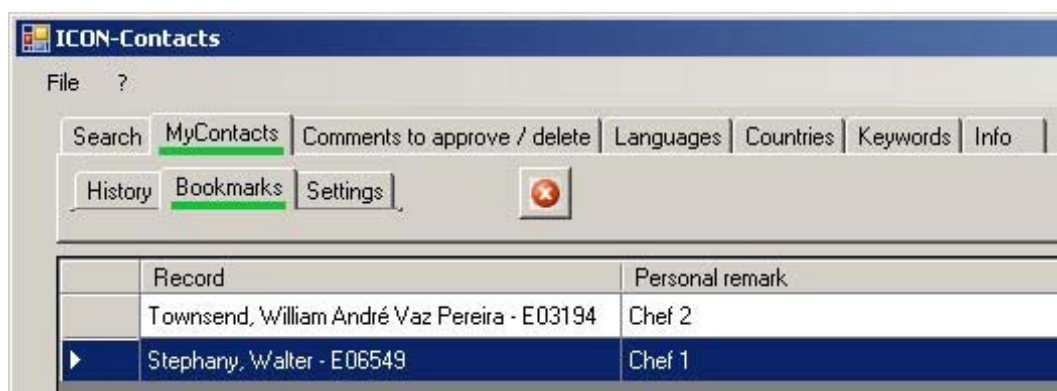 ICON-Contacts
File ?
Search MyContacts Comments to approve / delete Languages Countries Keywords Info
History Bookmarks Settings
Record Personal remark
Townsend, William André Vaz Pereira - E03194 Chef 2
Stephany, Walter - E06549 Chef 1